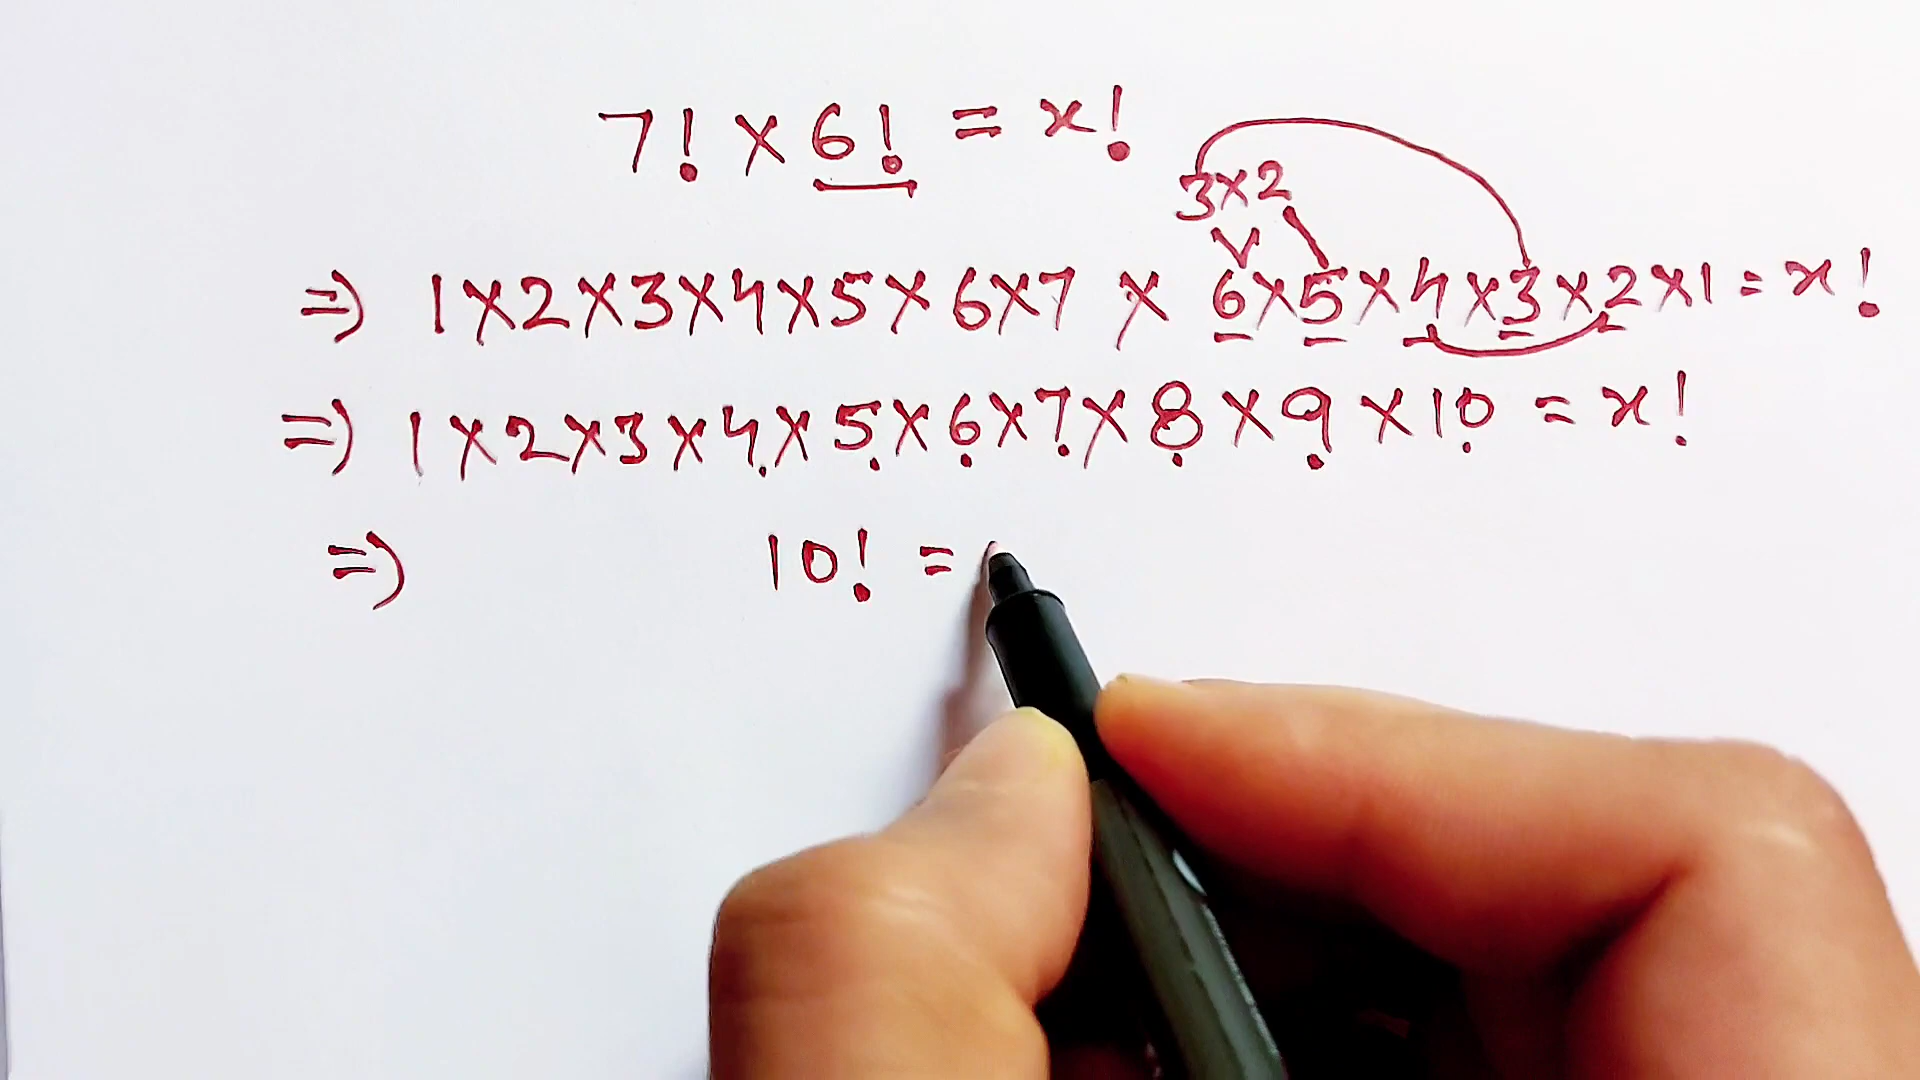 7! × 6! = x!
3×2
⇒ 1×2×3×4×5×6×7 × 6×5×4×3×2×1 = x!
⇒ 1×2×3×4×5×6×7×8×9×10 = x!
⇒ 10! =